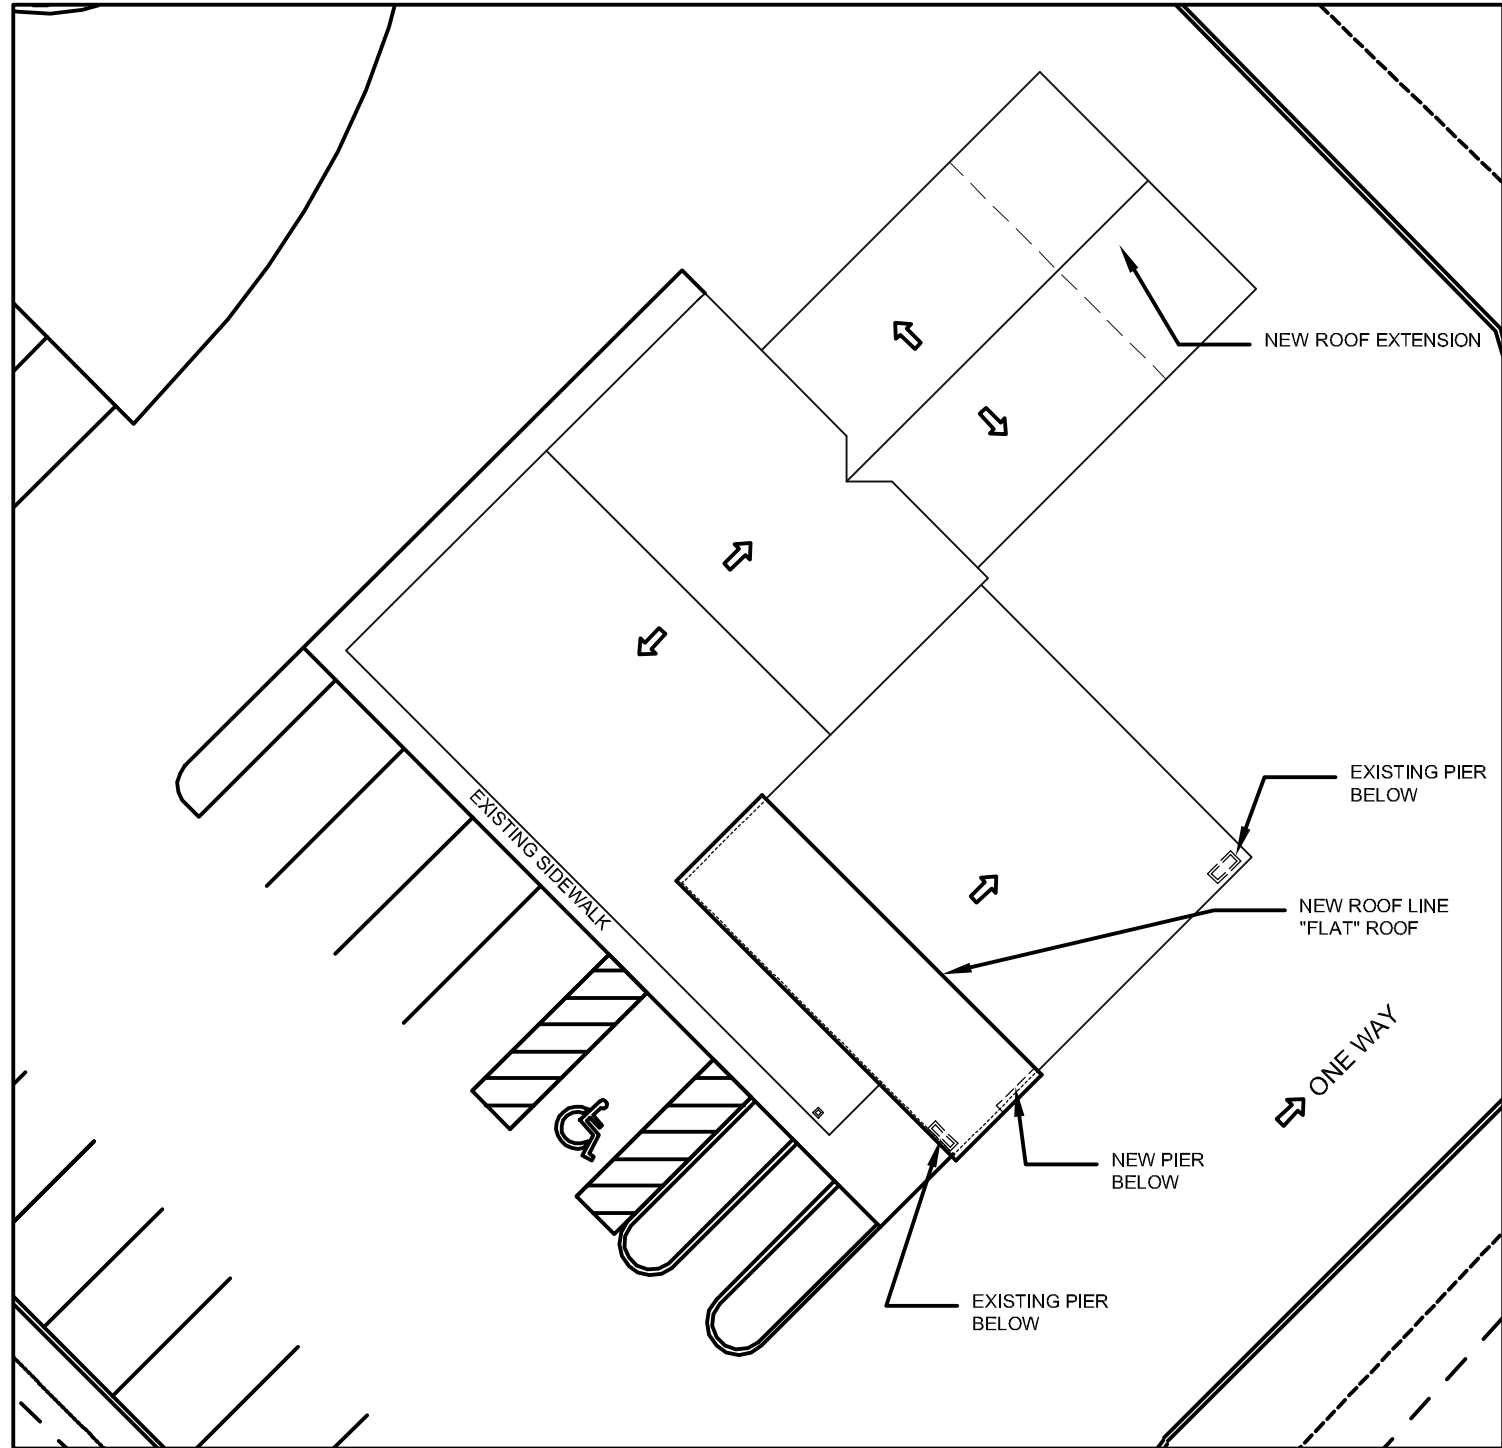 NEW ROOF EXTENSION
EXISTING PIER
BELOW
EXISTING SIDEWALK
NEW ROOF LINE
"FLAT" ROOF
ONE WAY
NEW PIER
BELOW
EXISTING PIER
BELOW